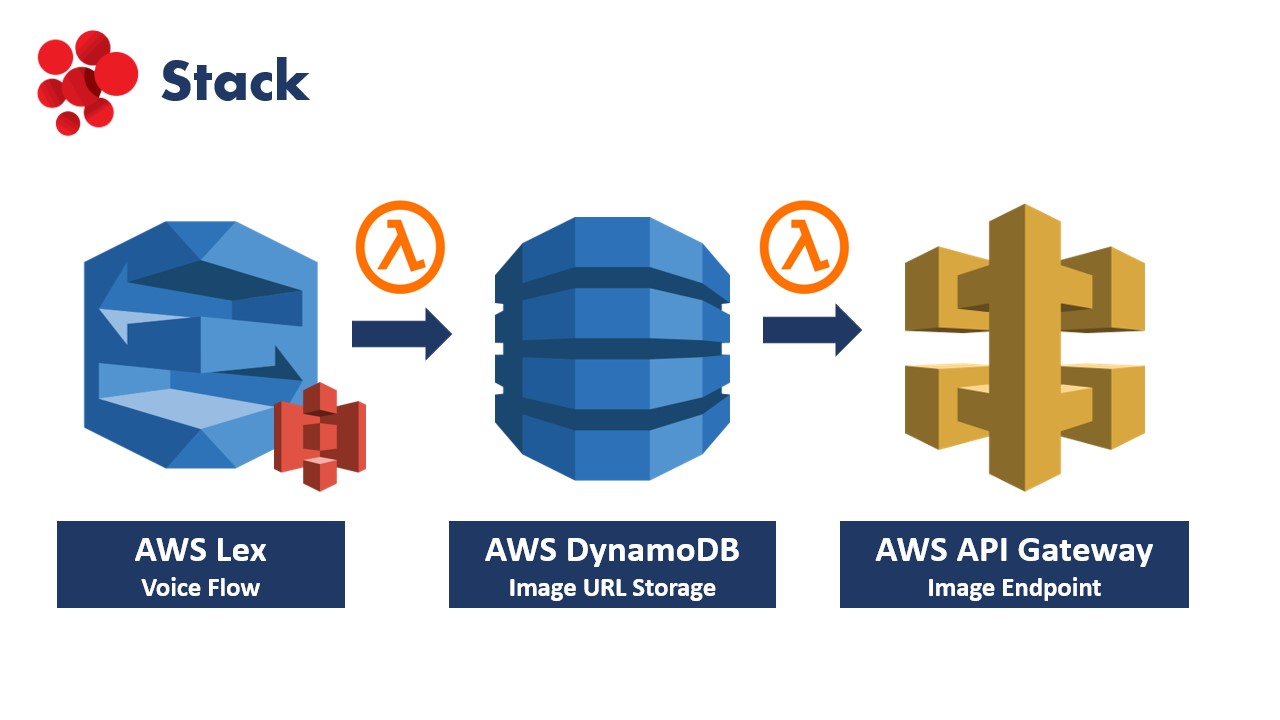 Stack
λ
λ
AWS Lex
Voice Flow
AWS DynamoDB
Image URL Storage
AWS API Gateway
Image Endpoint